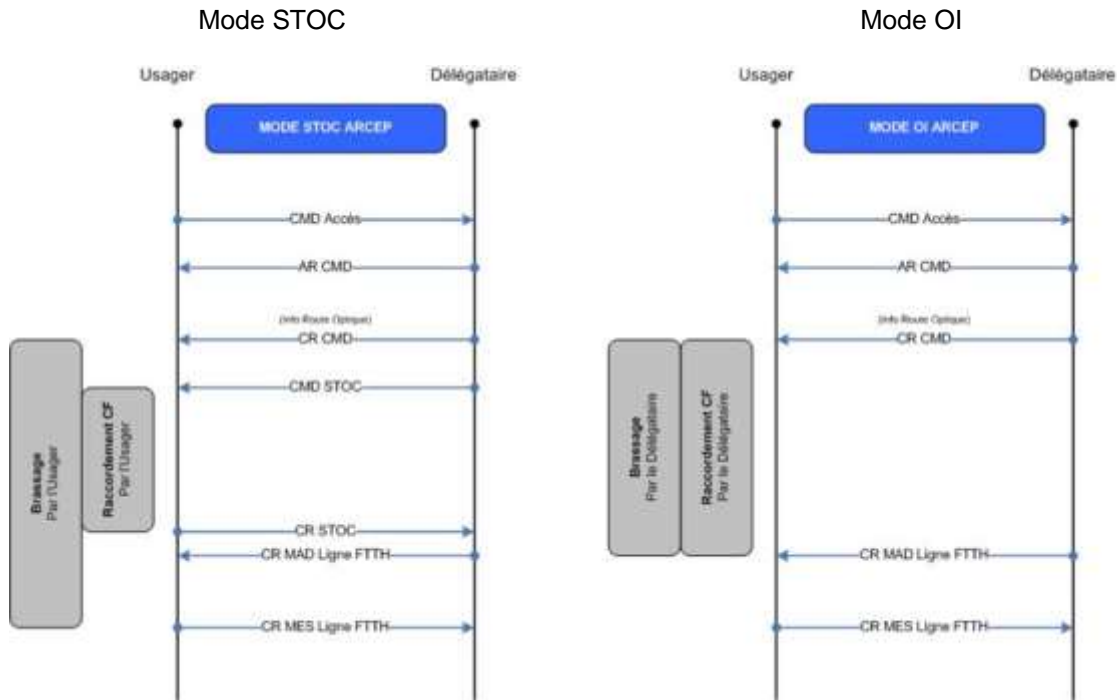 Mode STOC
Usager
Délégataire
MODE STOC ARCEP
CMD Accès
AR CMD
(Info Route Optique)
CR CMD
CMD STOC
Brassage
Par l'Usager
Raccordement CF
Par l'Usager
CR STOC
CR MAD Ligne FTTH
CR MES Ligne FTTH
Mode OI
Usager
Délégataire
MODE OI ARCEP
CMD Accès
AR CMD
(Info Route Optique)
CR CMD
Brassage
Par le Délégataire
Raccordement CF
Par le Délégataire
CR MAD Ligne FTTH
CR MES Ligne FTTH